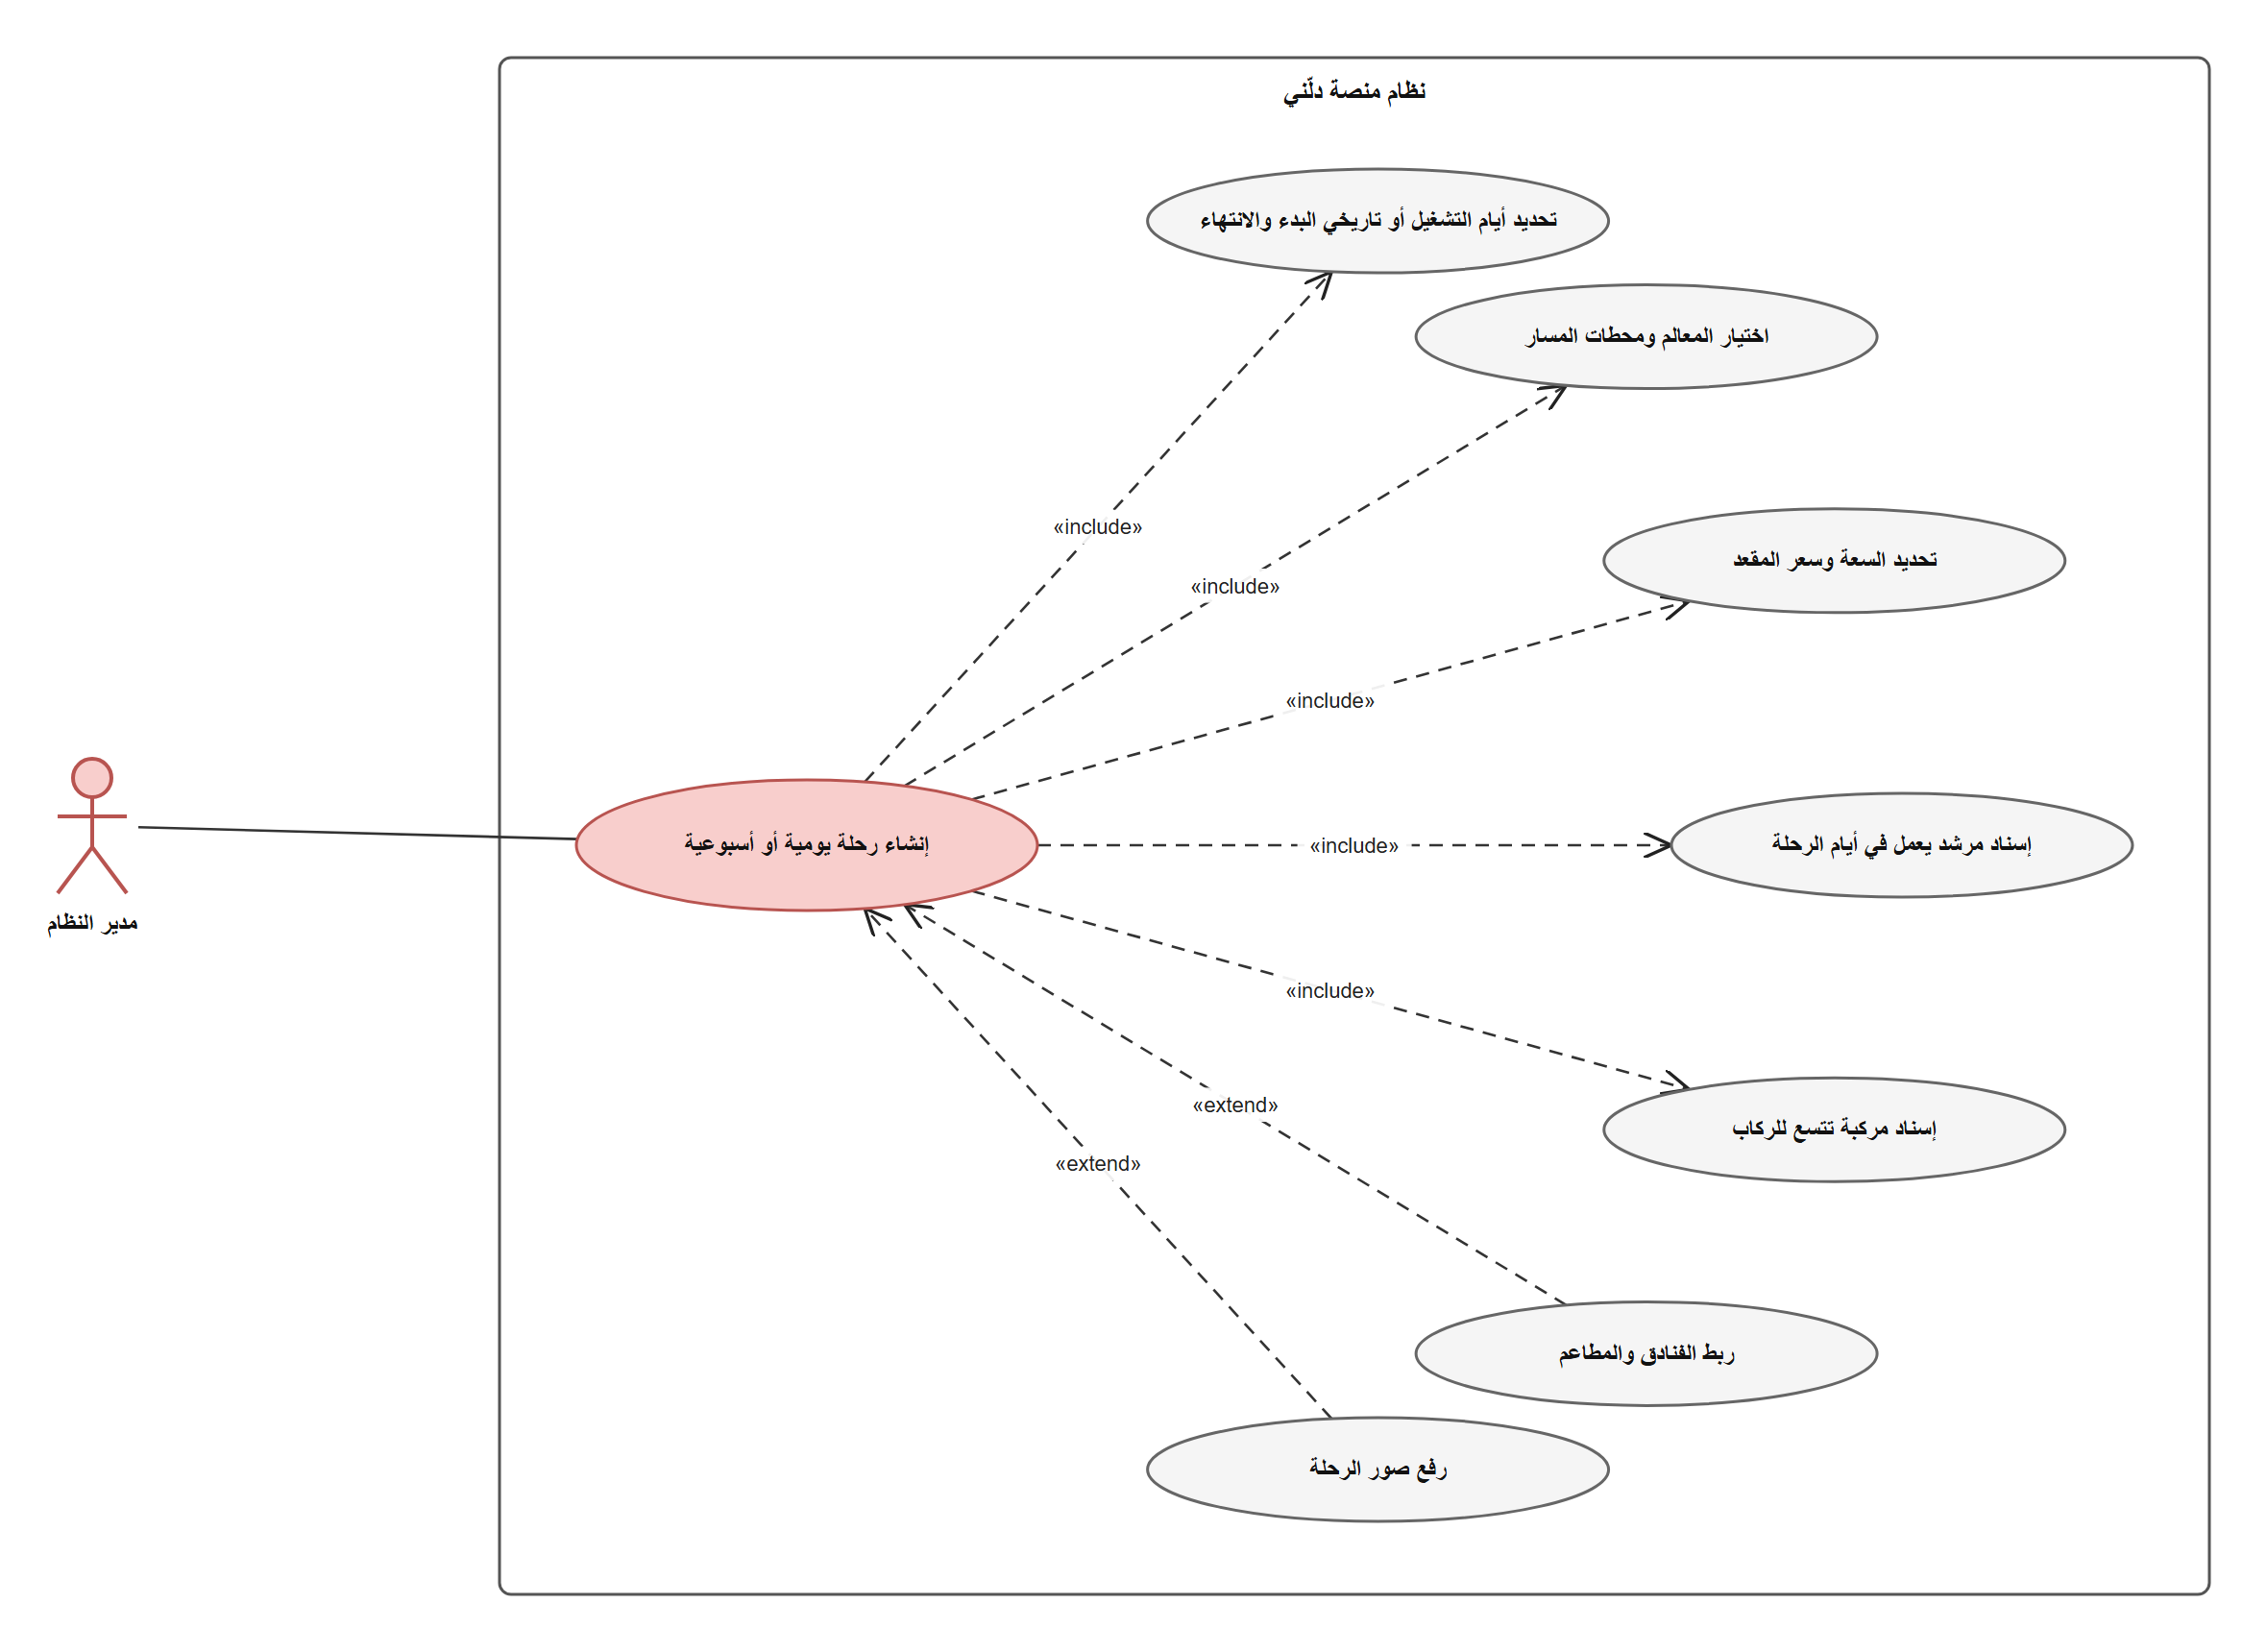 نظام منصة دلّني
تحديد أيام التشغيل أو تاريخي البدء والانتهاء
اختيار المعالم ومحطات المسار
«include»
تحديد السعة وسعر المقعد
«include»
«include»
مدير النظام
إنشاء رحلة يومية أو أسبوعية
«include»
إسناد مرشد يعمل في أيام الرحلة
«include»
«extend»
إسناد مركبة تتسع للركاب
«extend»
ربط الفنادق والمطاعم
رفع صور الرحلة